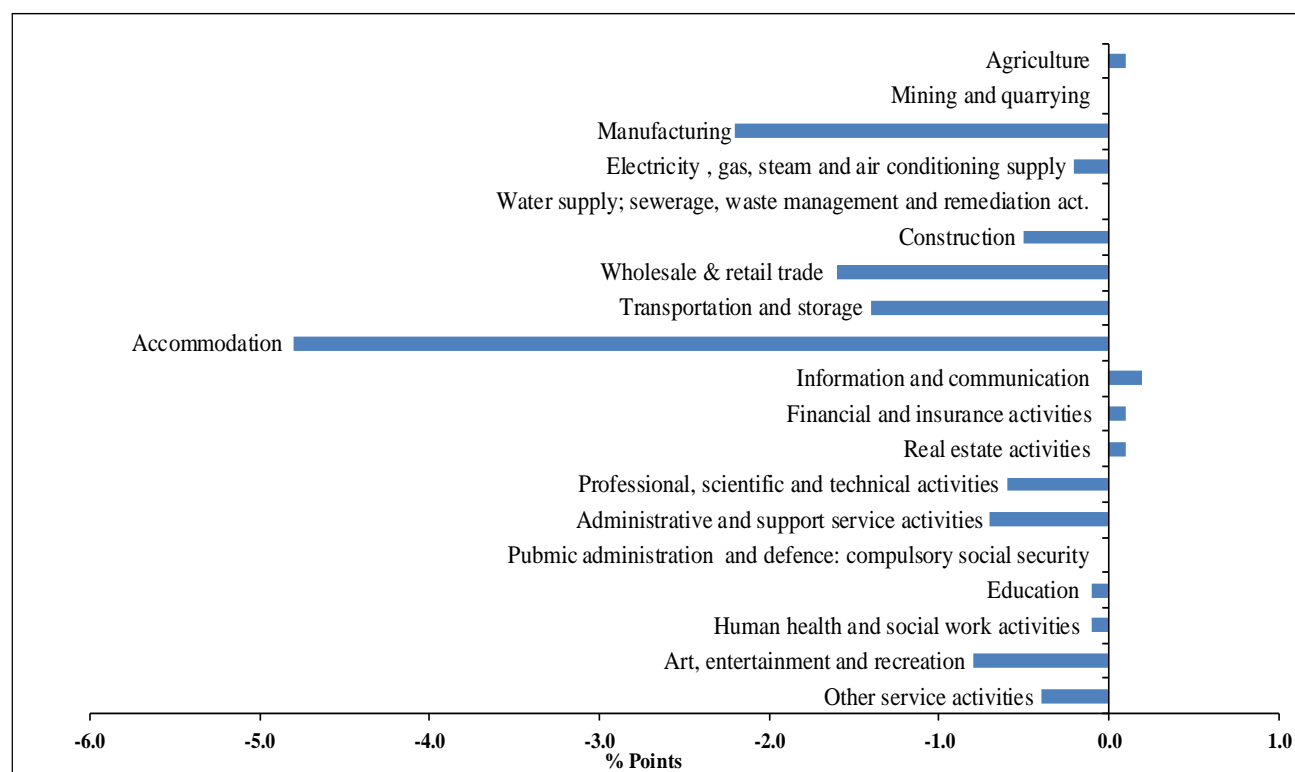 Agriculture
Mining and quarrying
Manufacturing
Electricity , gas, steam and air conditioning supply
Water supply; sewerage, waste management and remediation act.
Construction
Wholesale & retail trade
Transportation and storage
Accommodation
Information and communication
Financial and insurance activities
Real estate activities
Professional, scientific and technical activities
Administrative and support service activities
Pubmic administration and defence: compulsory social security
Education
Human health and social work activities
Art, entertainment and recreation
Other service activities
-6.0 -5.0 -4.0 -3.0 -2.0 -1.0 0.0 1.0
% Points